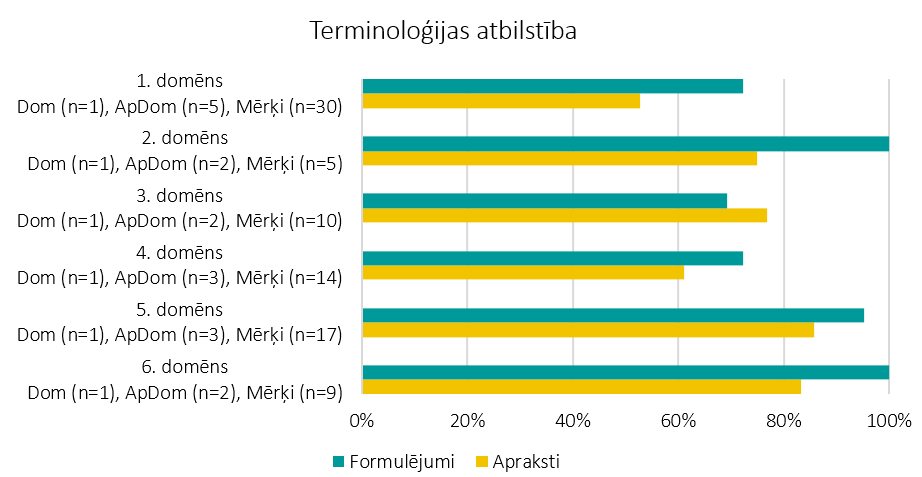 Terminoloģijas atbilstība
1. domēns
Dom (n=1), ApDom (n=5), Mērķi (n=30)
2. domēns
Dom (n=1), ApDom (n=2), Mērķi (n=5)
3. domēns
Dom (n=1), ApDom (n=2), Mērķi (n=10)
4. domēns
Dom (n=1), ApDom (n=3), Mērķi (n=14)
5. domēns
Dom (n=1), ApDom (n=3), Mērķi (n=17)
6. domēns
Dom (n=1), ApDom (n=2), Mērķi (n=9)
0% 20% 40% 60% 80% 100%
Formulējumi Apraksti